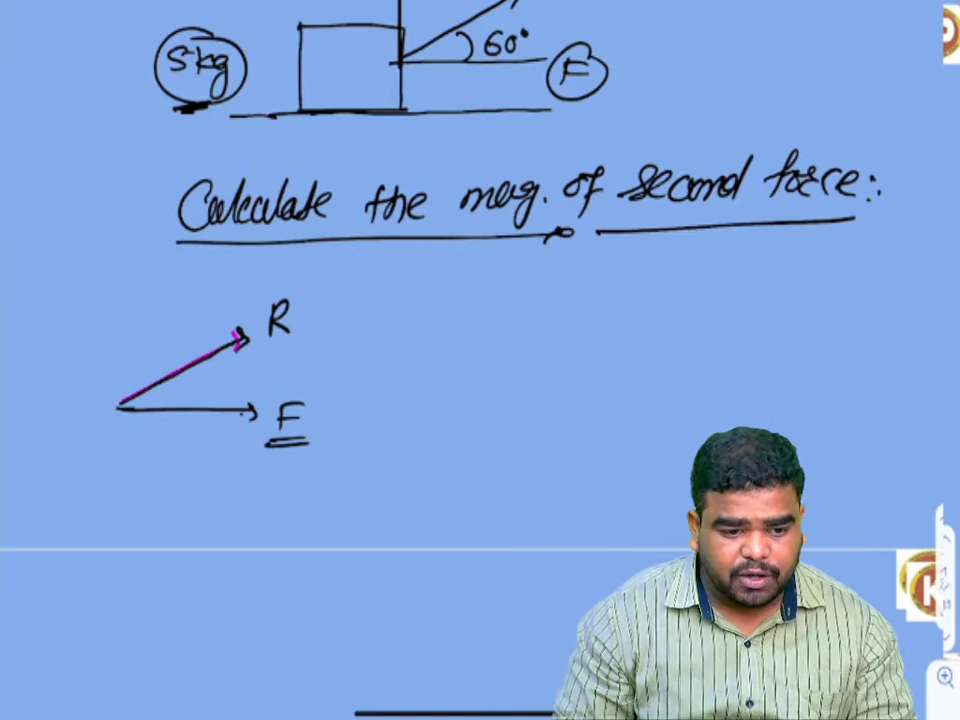 60°
5kg
F
Calculate the mag. of second force:
R
F
K